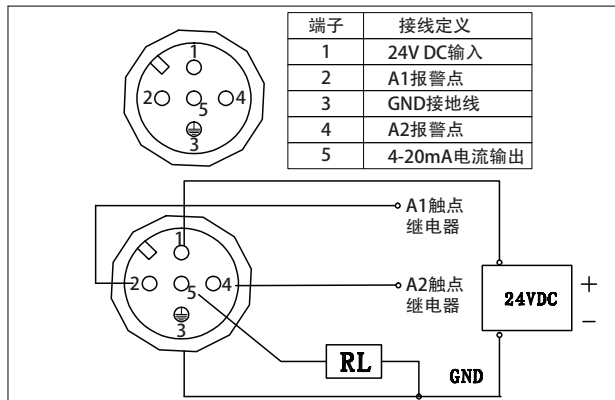 1
2
5
4
3
端子 接线定义
1 24V DC输入
2 A1报警点
3 GND接地线
4 A2报警点
5 4-20mA电流输出
A1触点
继电器
1
2
5
4
3
A2触点
继电器
24VDC
+
−
RL
GND